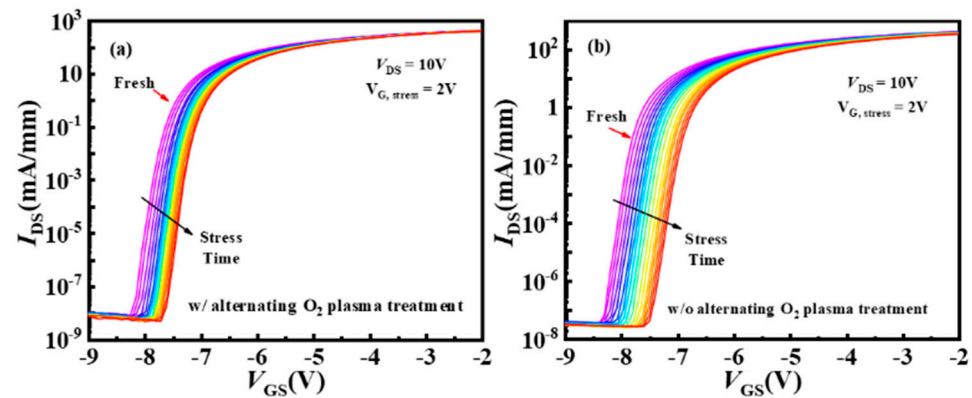 (a)
10³
10
10⁻¹
10⁻³
10⁻⁵
10⁻⁷
10⁻⁹
I_DS(mA/mm)
Fresh
V_DS = 10V
V_G, stress = 2V
Stress
Time
w/ alternating O₂ plasma treatment
-9 -8 -7 -6 -5 -4 -3 -2
V_GS(V)
(b)
10²
1
10⁻²
10⁻⁴
10⁻⁶
10⁻⁸
I_DS(mA/mm)
Fresh
V_DS = 10V
V_G, stress = 2V
Stress
Time
w/o alternating O₂ plasma treatment
-9 -8 -7 -6 -5 -4 -3 -2
V_GS(V)